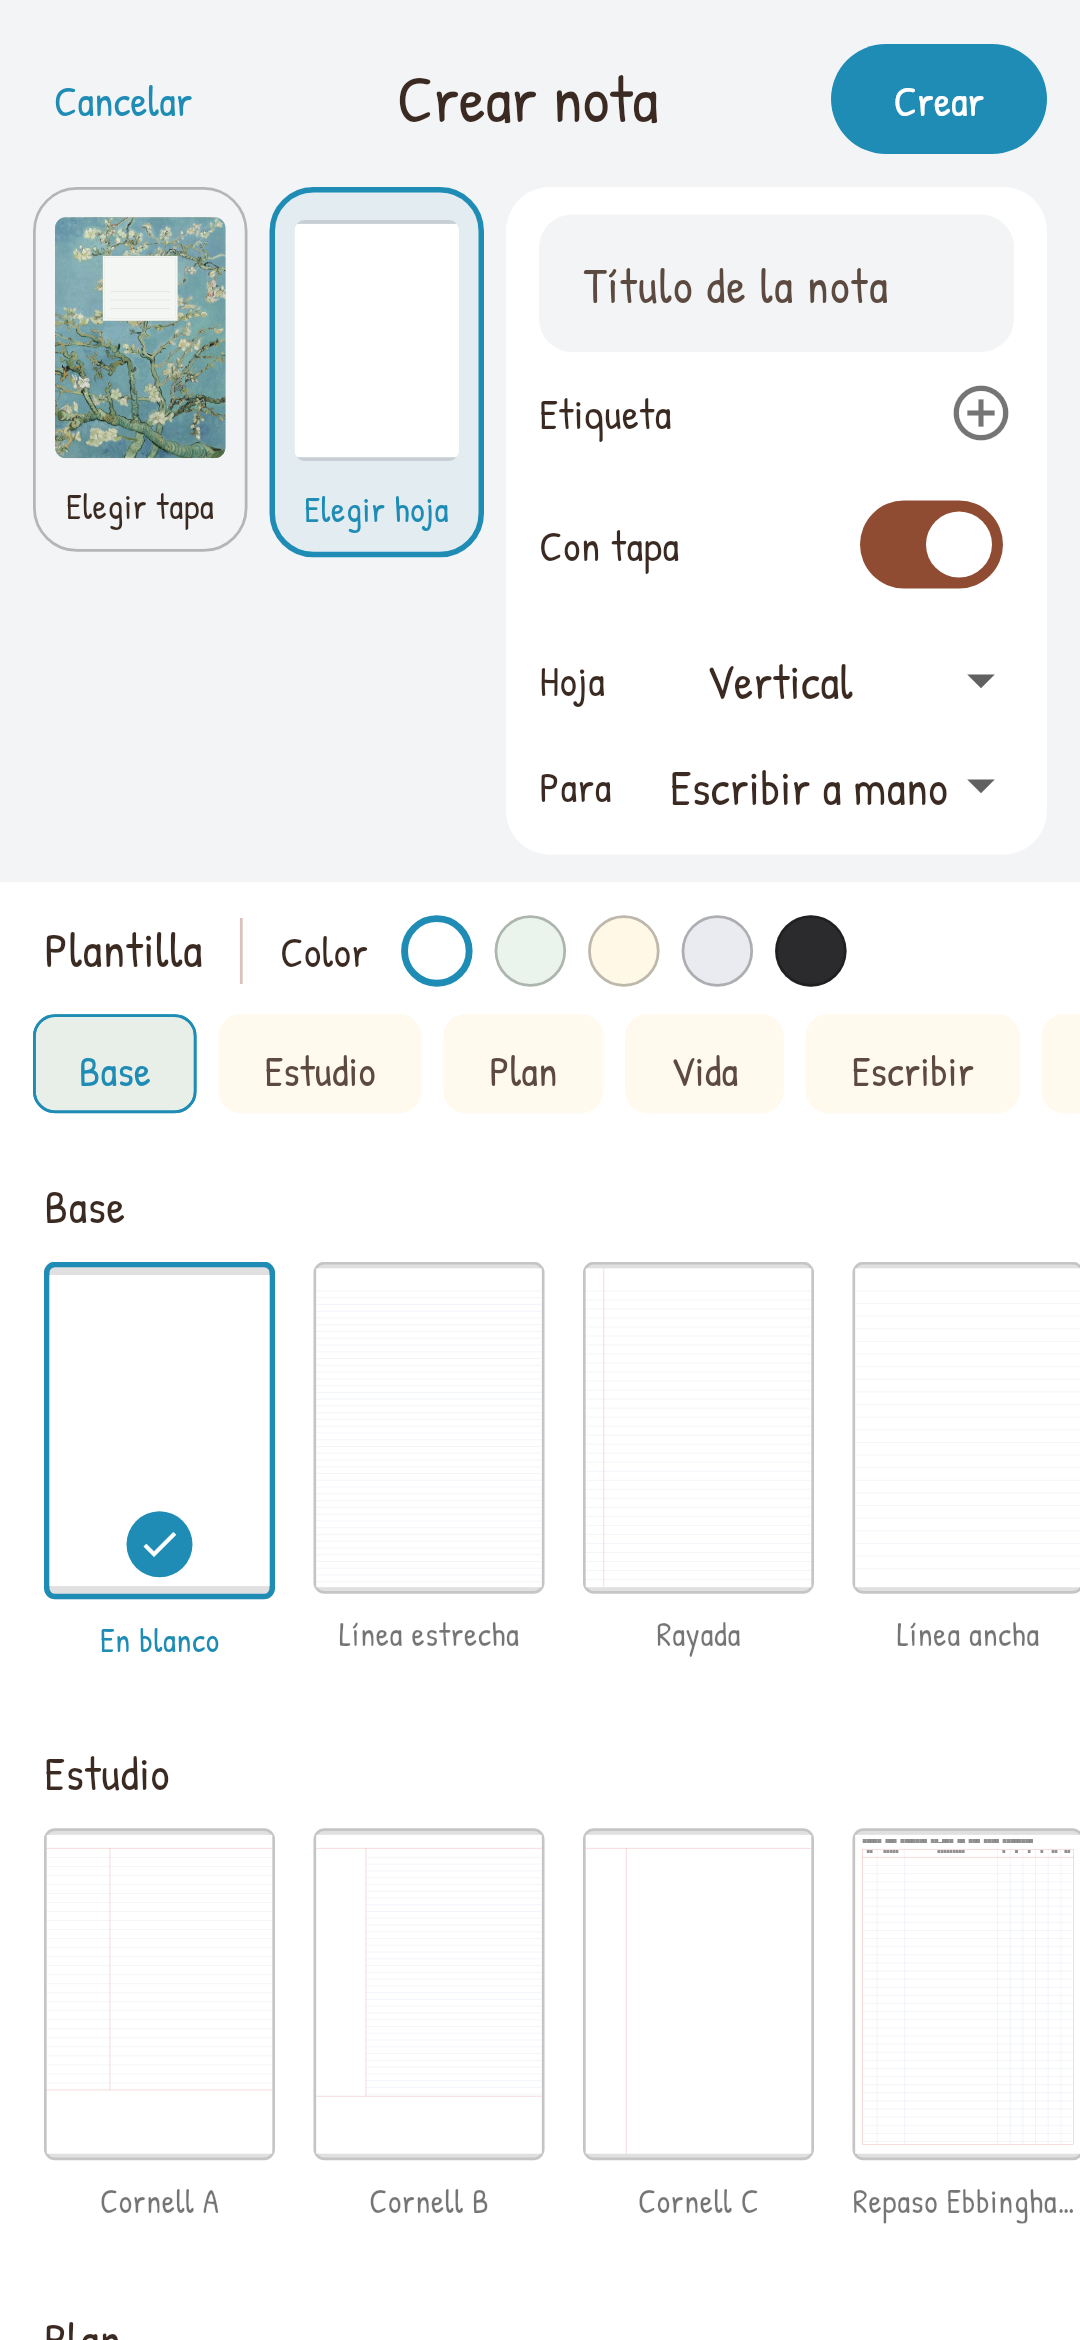 Cancelar
Crear nota
Crear
Elegir tapa
Elegir hoja
Título de la nota
Etiqueta
Con tapa
Hoja
Vertical
Para
Escribir a mano
Plantilla
Color
Base
Estudio
Plan
Vida
Escribir
Base
En blanco
Línea estrecha
Rayada
Línea ancha
Estudio
Cornell A
Cornell B
Cornell C
Repaso Ebbingha...
Plan